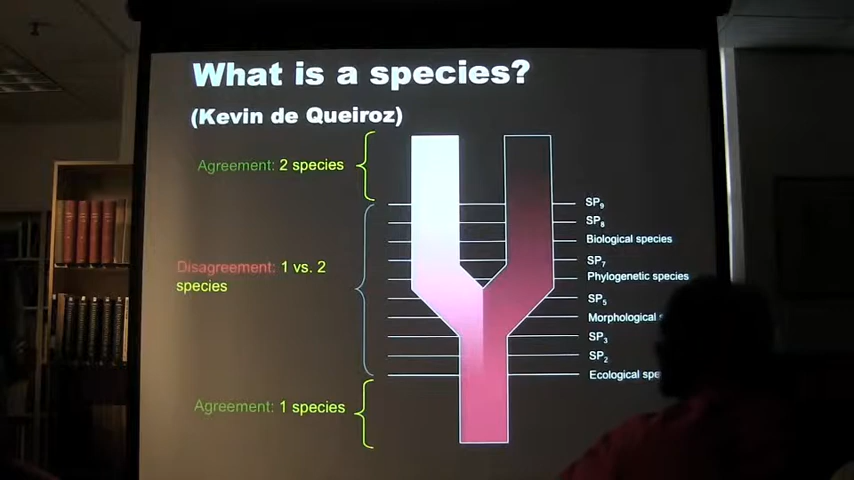 What is a species?
(Kevin de Queiroz)
Agreement: 2 species
SP9
SP8
Biological species
SP7
Disagreement: 1 vs. 2
species
Phylogenetic species
SP5
Morphological
SP3
SP2
Ecological
Agreement: 1 species